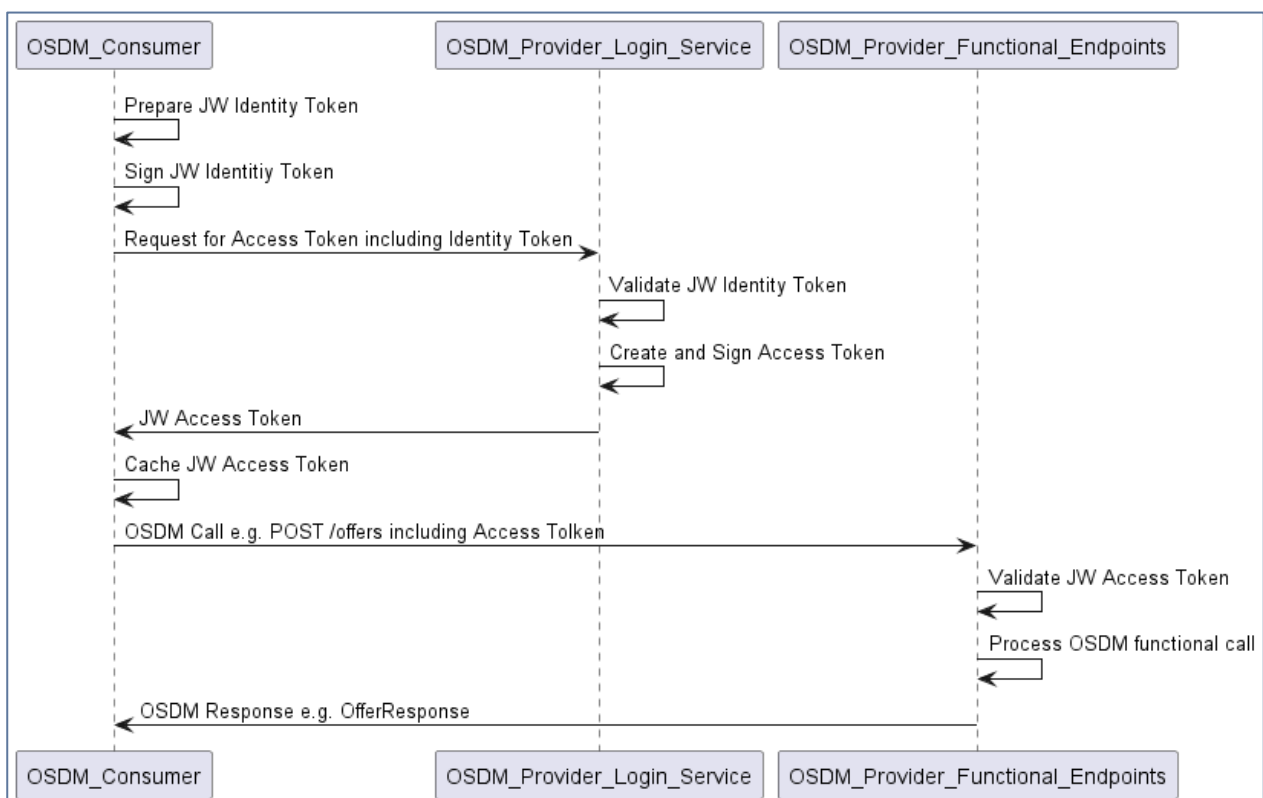 OSDM_Consumer OSDM_Provider_Login_Service OSDM_Provider_Functional_Endpoints
Prepare JW Identity Token
Sign JW Identitiy Token
Request for Access Token including Identity Token
Validate JW Identity Token
Create and Sign Access Token
JW Access Token
Cache JW Access Token
OSDM Call e.g. POST /offers including Access Tolken
Validate JW Access Token
Process OSDM functional call
OSDM Response e.g. OfferResponse
OSDM_Consumer OSDM_Provider_Login_Service OSDM_Provider_Functional_Endpoints